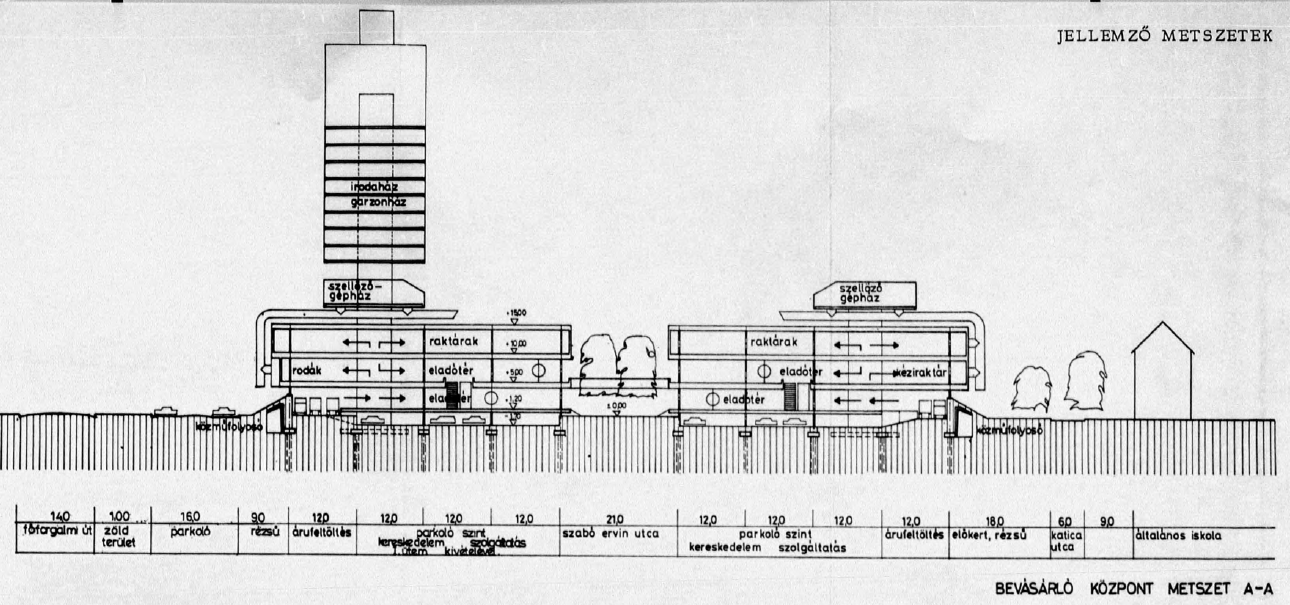 JELLEMZŐ METSZETEK
irodaház
garzonház
szellőző-
gépház
szellőző
gépház
+15,00
raktárak
+10,00
raktárak
rodák
eladótér
+5,00
eladótér
kéziraktár
eladótér
+1,20
± 0,00
eladótér
közműfolyosó
közműfolyosó
14,0
1,00
16,0
9,0
12,0
12,0
12,0
12,0
21,0
12,0
12,0
12,0
12,0
18,0
6,0
9,0
főforgalmi út
zöld
terület
parkoló
rézsű
árufeltöltés
parkoló szint
kereskedelem szolgáltatás
I. ütem kivételével
szabó ervin utca
parkoló szint
kereskedelem szolgáltatás
árufeltöltés
előkert, rézsű
katica
utca
általános iskola
BEVÁSÁRLÓ KÖZPONT METSZET A-A